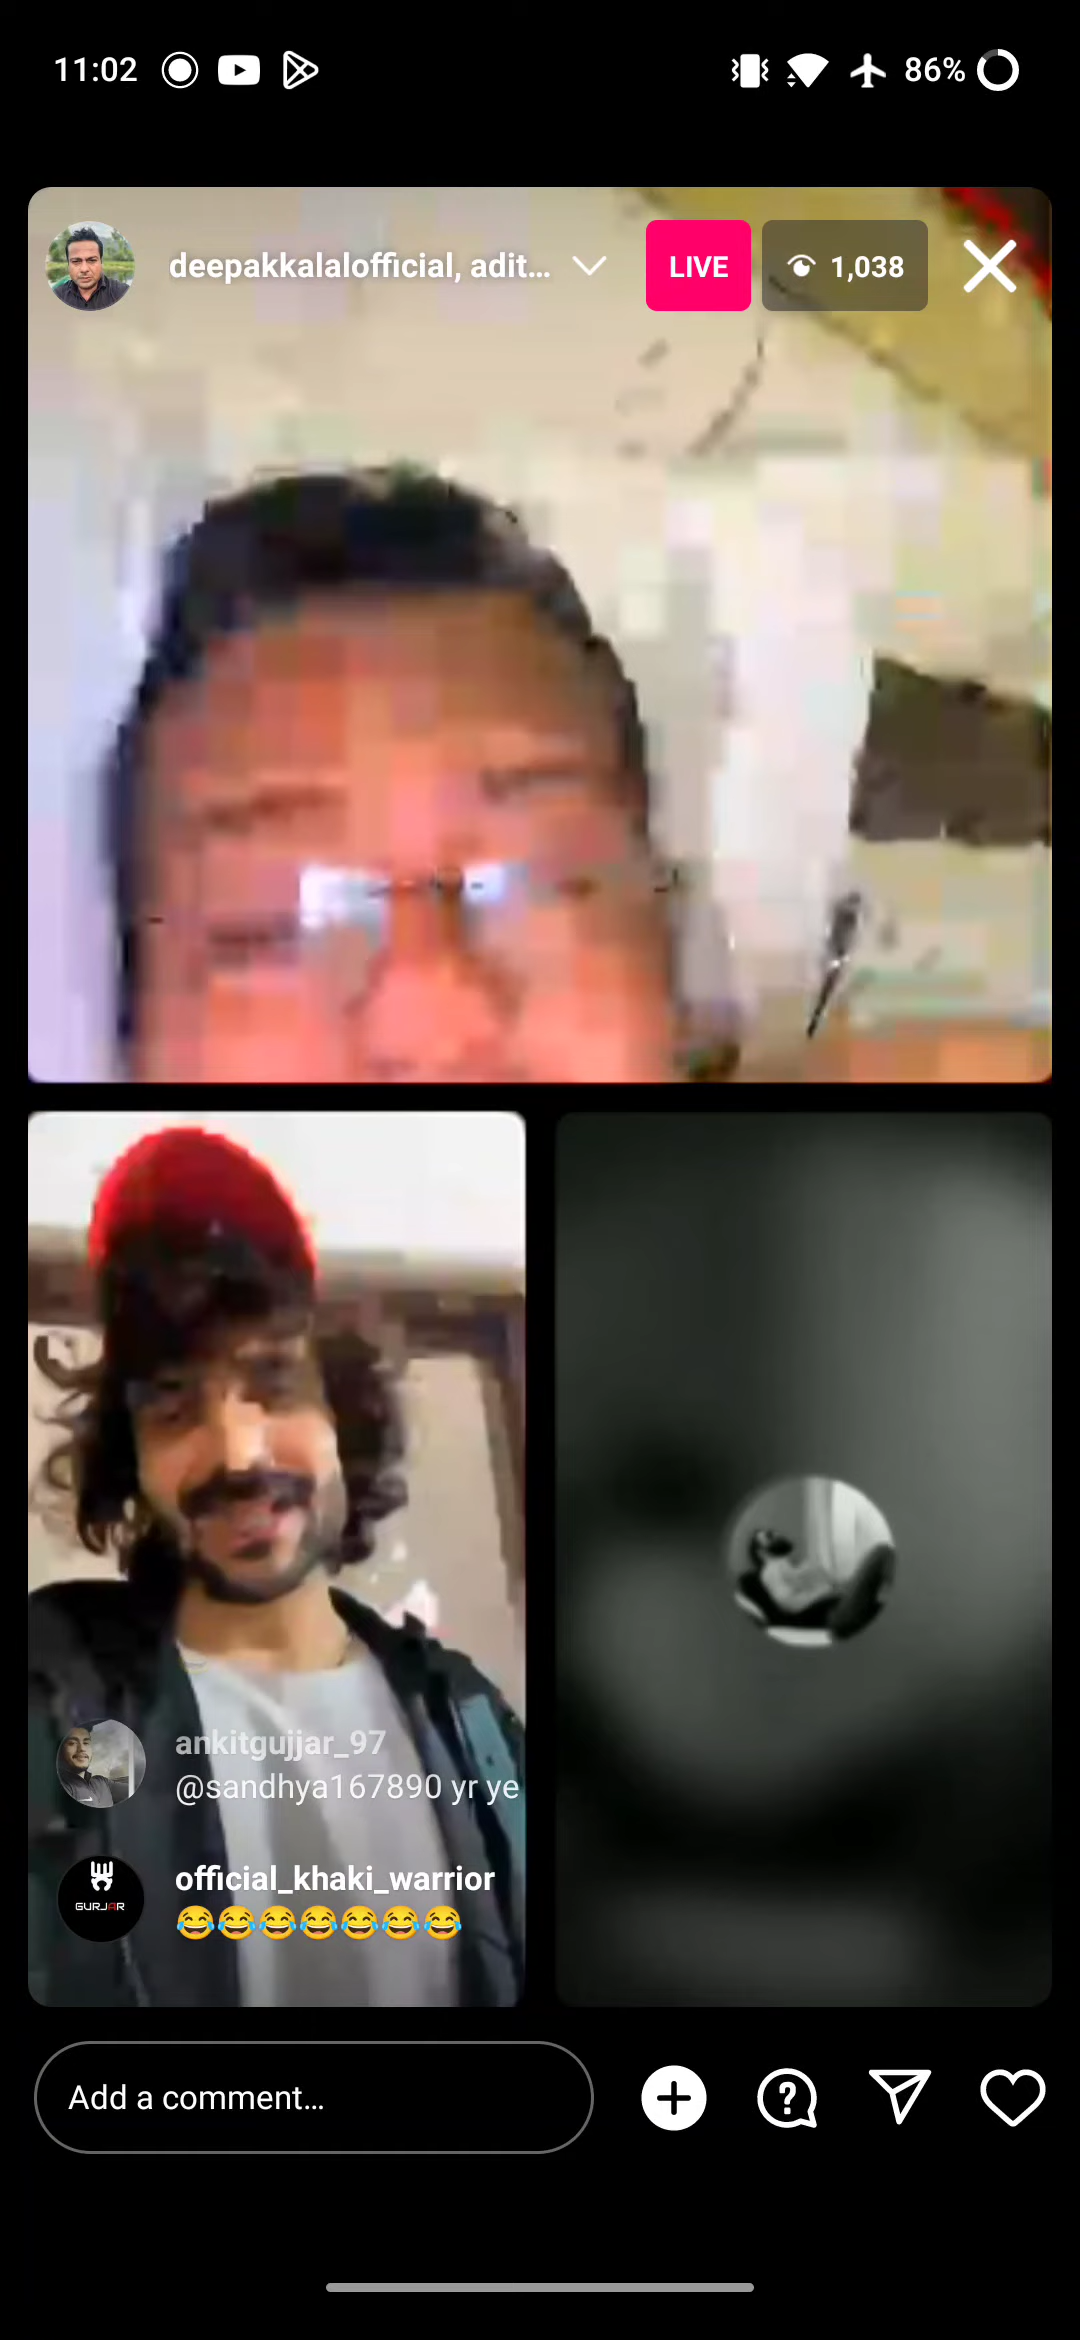 11:02
86%
deepakkalalofficial, adit...
LIVE
1,038
ankitgujjar_97
@sandhya167890 yr ye
GURJAR
official_khaki_warrior
😂😂😂😂😂😂😂
Add a comment...